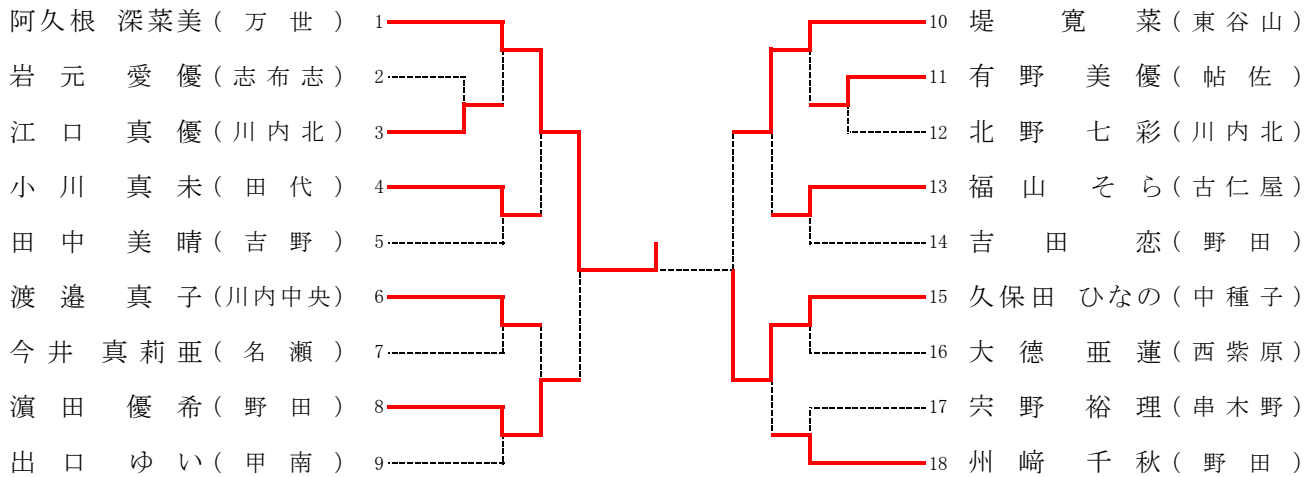 阿久根 深菜美 ( 万 世 ) 1
岩 元 愛 優 ( 志 布 志 ) 2
江 口 真 優 ( 川 内 北 ) 3
小 川 真 未 ( 田 代 ) 4
田 中 美 晴 ( 吉 野 ) 5
渡 邉 真 子 (川内中央) 6
今 井 真 莉 亜 ( 名 瀬 ) 7
濵 田 優 希 ( 野 田 ) 8
出 口 ゆ い ( 甲 南 ) 9
10 堤 寛 菜 ( 東 谷 山 )
11 有 野 美 優 ( 帖 佐 )
12 北 野 七 彩 ( 川 内 北 )
13 福 山 そ ら ( 古 仁 屋 )
14 吉 田 恋 ( 野 田 )
15 久保田 ひなの ( 中 種 子 )
16 大 德 亜 蓮 ( 西 紫 原 )
17 宍 野 裕 理 ( 串 木 野 )
18 州 﨑 千 秋 ( 野 田 )